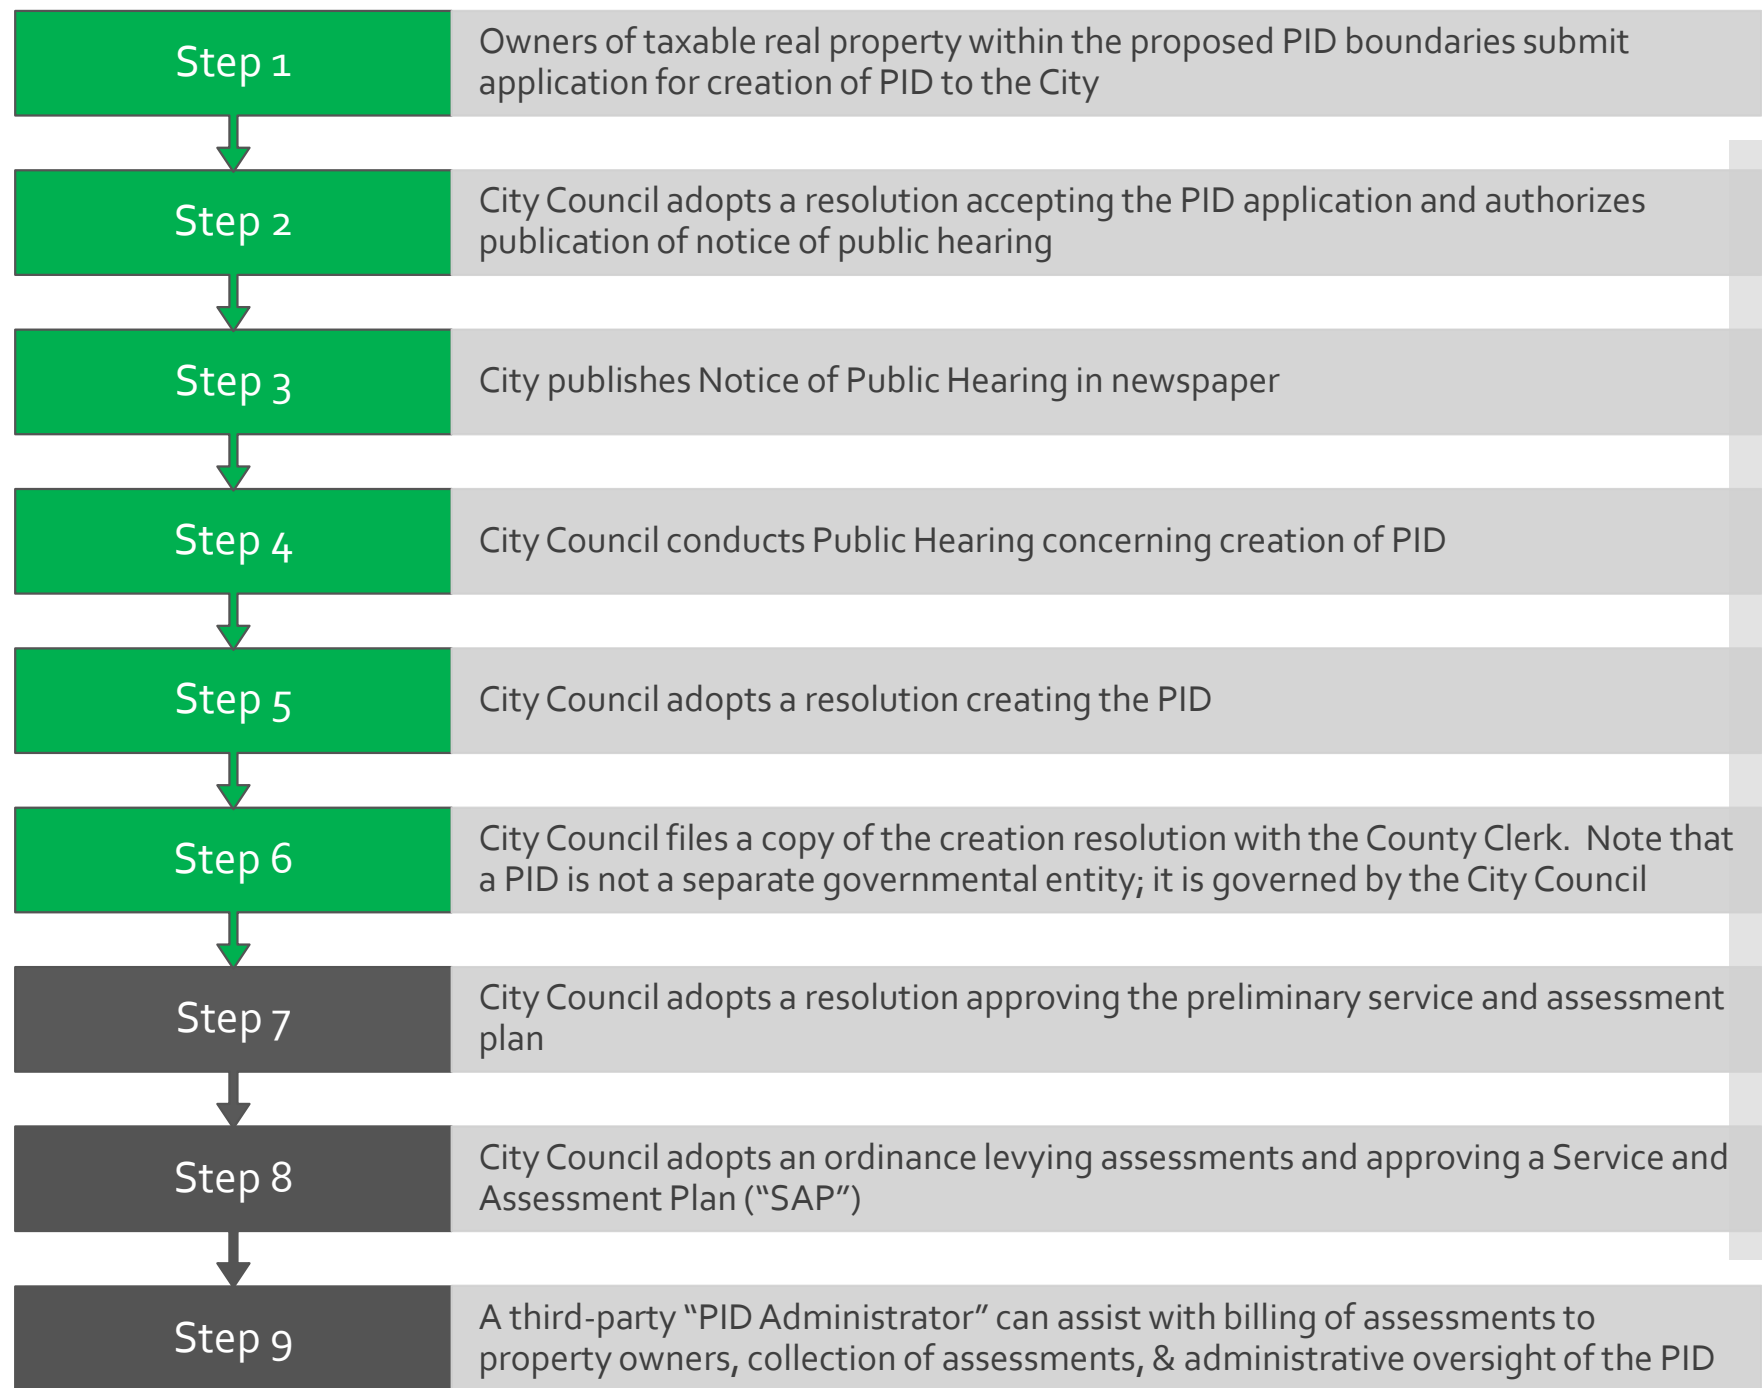 Step 1
Owners of taxable real property within the proposed PID boundaries submit
application for creation of PID to the City
Step 2
City Council adopts a resolution accepting the PID application and authorizes
publication of notice of public hearing
Step 3
City publishes Notice of Public Hearing in newspaper
Step 4
City Council conducts Public Hearing concerning creation of PID
Step 5
City Council adopts a resolution creating the PID
Step 6
City Council files a copy of the creation resolution with the County Clerk.  Note that
a PID is not a separate governmental entity; it is governed by the City Council
Step 7
City Council adopts a resolution approving the preliminary service and assessment
plan
Step 8
City Council adopts an ordinance levying assessments and approving a Service and
Assessment Plan (“SAP”)
Step 9
A third-party “PID Administrator” can assist with billing of assessments to
property owners, collection of assessments, & administrative oversight of the PID